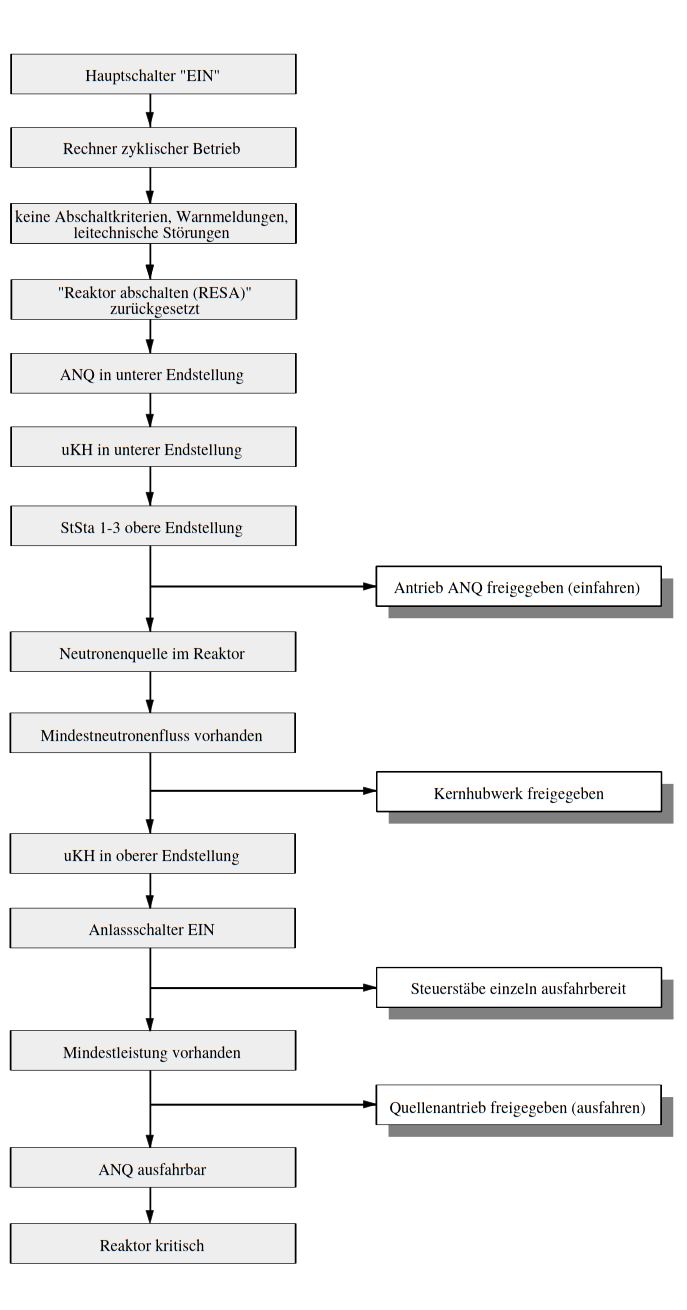 Hauptschalter "EIN"
Rechner zyklischer Betrieb
keine Abschaltkriterien, Warnmeldungen,
leitechnische Störungen
"Reaktor abschalten (RESA)"
zurückgesetzt
ANQ in unterer Endstellung
uKH in unterer Endstellung
StSta 1-3 obere Endstellung
Antrieb ANQ freigegeben (einfahren)
Neutronenquelle im Reaktor
Mindestneutronenfluss vorhanden
Kernhubwerk freigegeben
uKH in oberer Endstellung
Anlassschalter EIN
Steuerstäbe einzeln ausfahrbereit
Mindestleistung vorhanden
Quellenantrieb freigegeben (ausfahren)
ANQ ausfahrbar
Reaktor kritisch